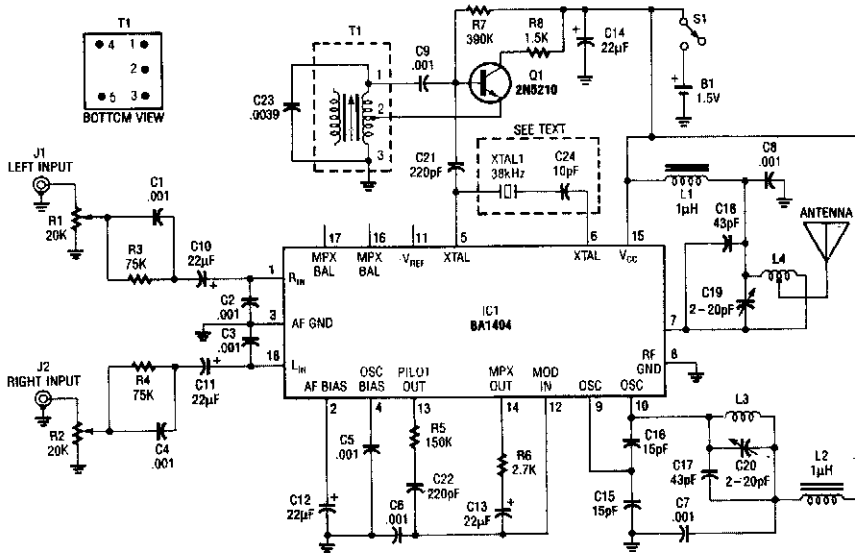 T1
4 1
2
5 3
BOTTOM VIEW
J1
LEFT INPUT
R1
20K
C1
.001
R3
75K
C10
22µF
J2
RIGHT INPUT
R2
20K
R4
75K
C4
.001
C11
22µF
C2
.001
C3
.001
T1
C23
.0039
1
2
3
C9
.001
R7
390K
R8
1.5K
Q1
2N5210
C14
22µF
S1
B1
1.5V
C21
220pF
SEE TEXT
XTAL1
38kHz
C24
10pF
L1
1µH
C8
.001
C18
43pF
C19
2-20pF
L4
ANTENNA
17
MPX
BAL
16
MPX
BAL
11
-VREF
5
XTAL
6
XTAL
15
VCC
1
RIN
3
AF GND
18
LIN
IC1
BA1404
7
RF
GND
8
AF BIAS
2
OSC
BIAS
4
PILOT
OUT
13
MPX
OUT
14
MOD
IN
12
OSC
9
OSC
10
C12
22µF
C5
.001
R5
150K
C22
220pF
C6
.001
R6
2.7K
C13
22µF
C16
15pF
C15
15pF
C17
43pF
L3
C20
2-20pF
C7
.001
L2
1µH